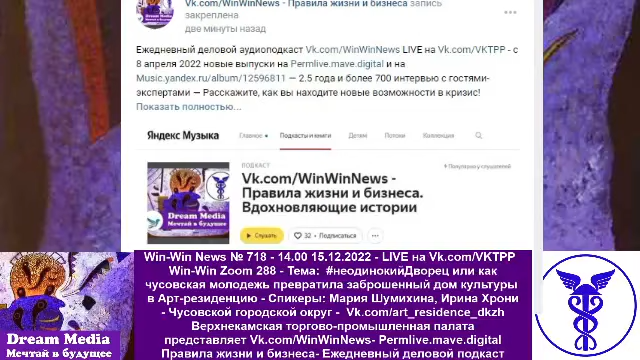 Vk.com/WinWinNews - Правила жизни и бизнеса запись
закреплена
две минуты назад
Ежедневный деловой аудиоподкаст Vk.com/WinWinNews LIVE на Vk.com/VKTPP - с
8 апреля 2022 новые выпуски на Permlive.mave.digital и на
Music.yandex.ru/album/12596811 — 2.5 года и более 700 интервью с гостями-
экспертами — Расскажите, как вы находите новые возможности в кризис!
Показать полностью...
Яндекс Музыка Главное Подкасты и книги Детям Потоки Коллекция
ПОДКАСТ
Популярно у слушателей
Vk.com/WinWinNews -
Правила жизни и бизнеса.
Вдохновляющие истории
Dream Media
Мечтай в будущее
Слушать 32 Подписаться
Win-Win News № 718 - 14.00 15.12.2022 - LIVE на Vk.com/VKTPP
Win-Win Zoom 288 - Тема: #неодинокийДворец или как
чусовская молодежь превратила заброшенный дом культуры
в Арт-резиденцию - Спикеры: Мария Шумихина, Ирина Хрони
- Чусовской городской округ - Vk.com/art_residence_dkzh
Верхнекамская торгово-промышленная палата
представляет Vk.com/WinWinNews- Permlive.mave.digital
Правила жизни и бизнеса- Ежедневный деловой подкаст
Dream Media
Мечтай в будущее